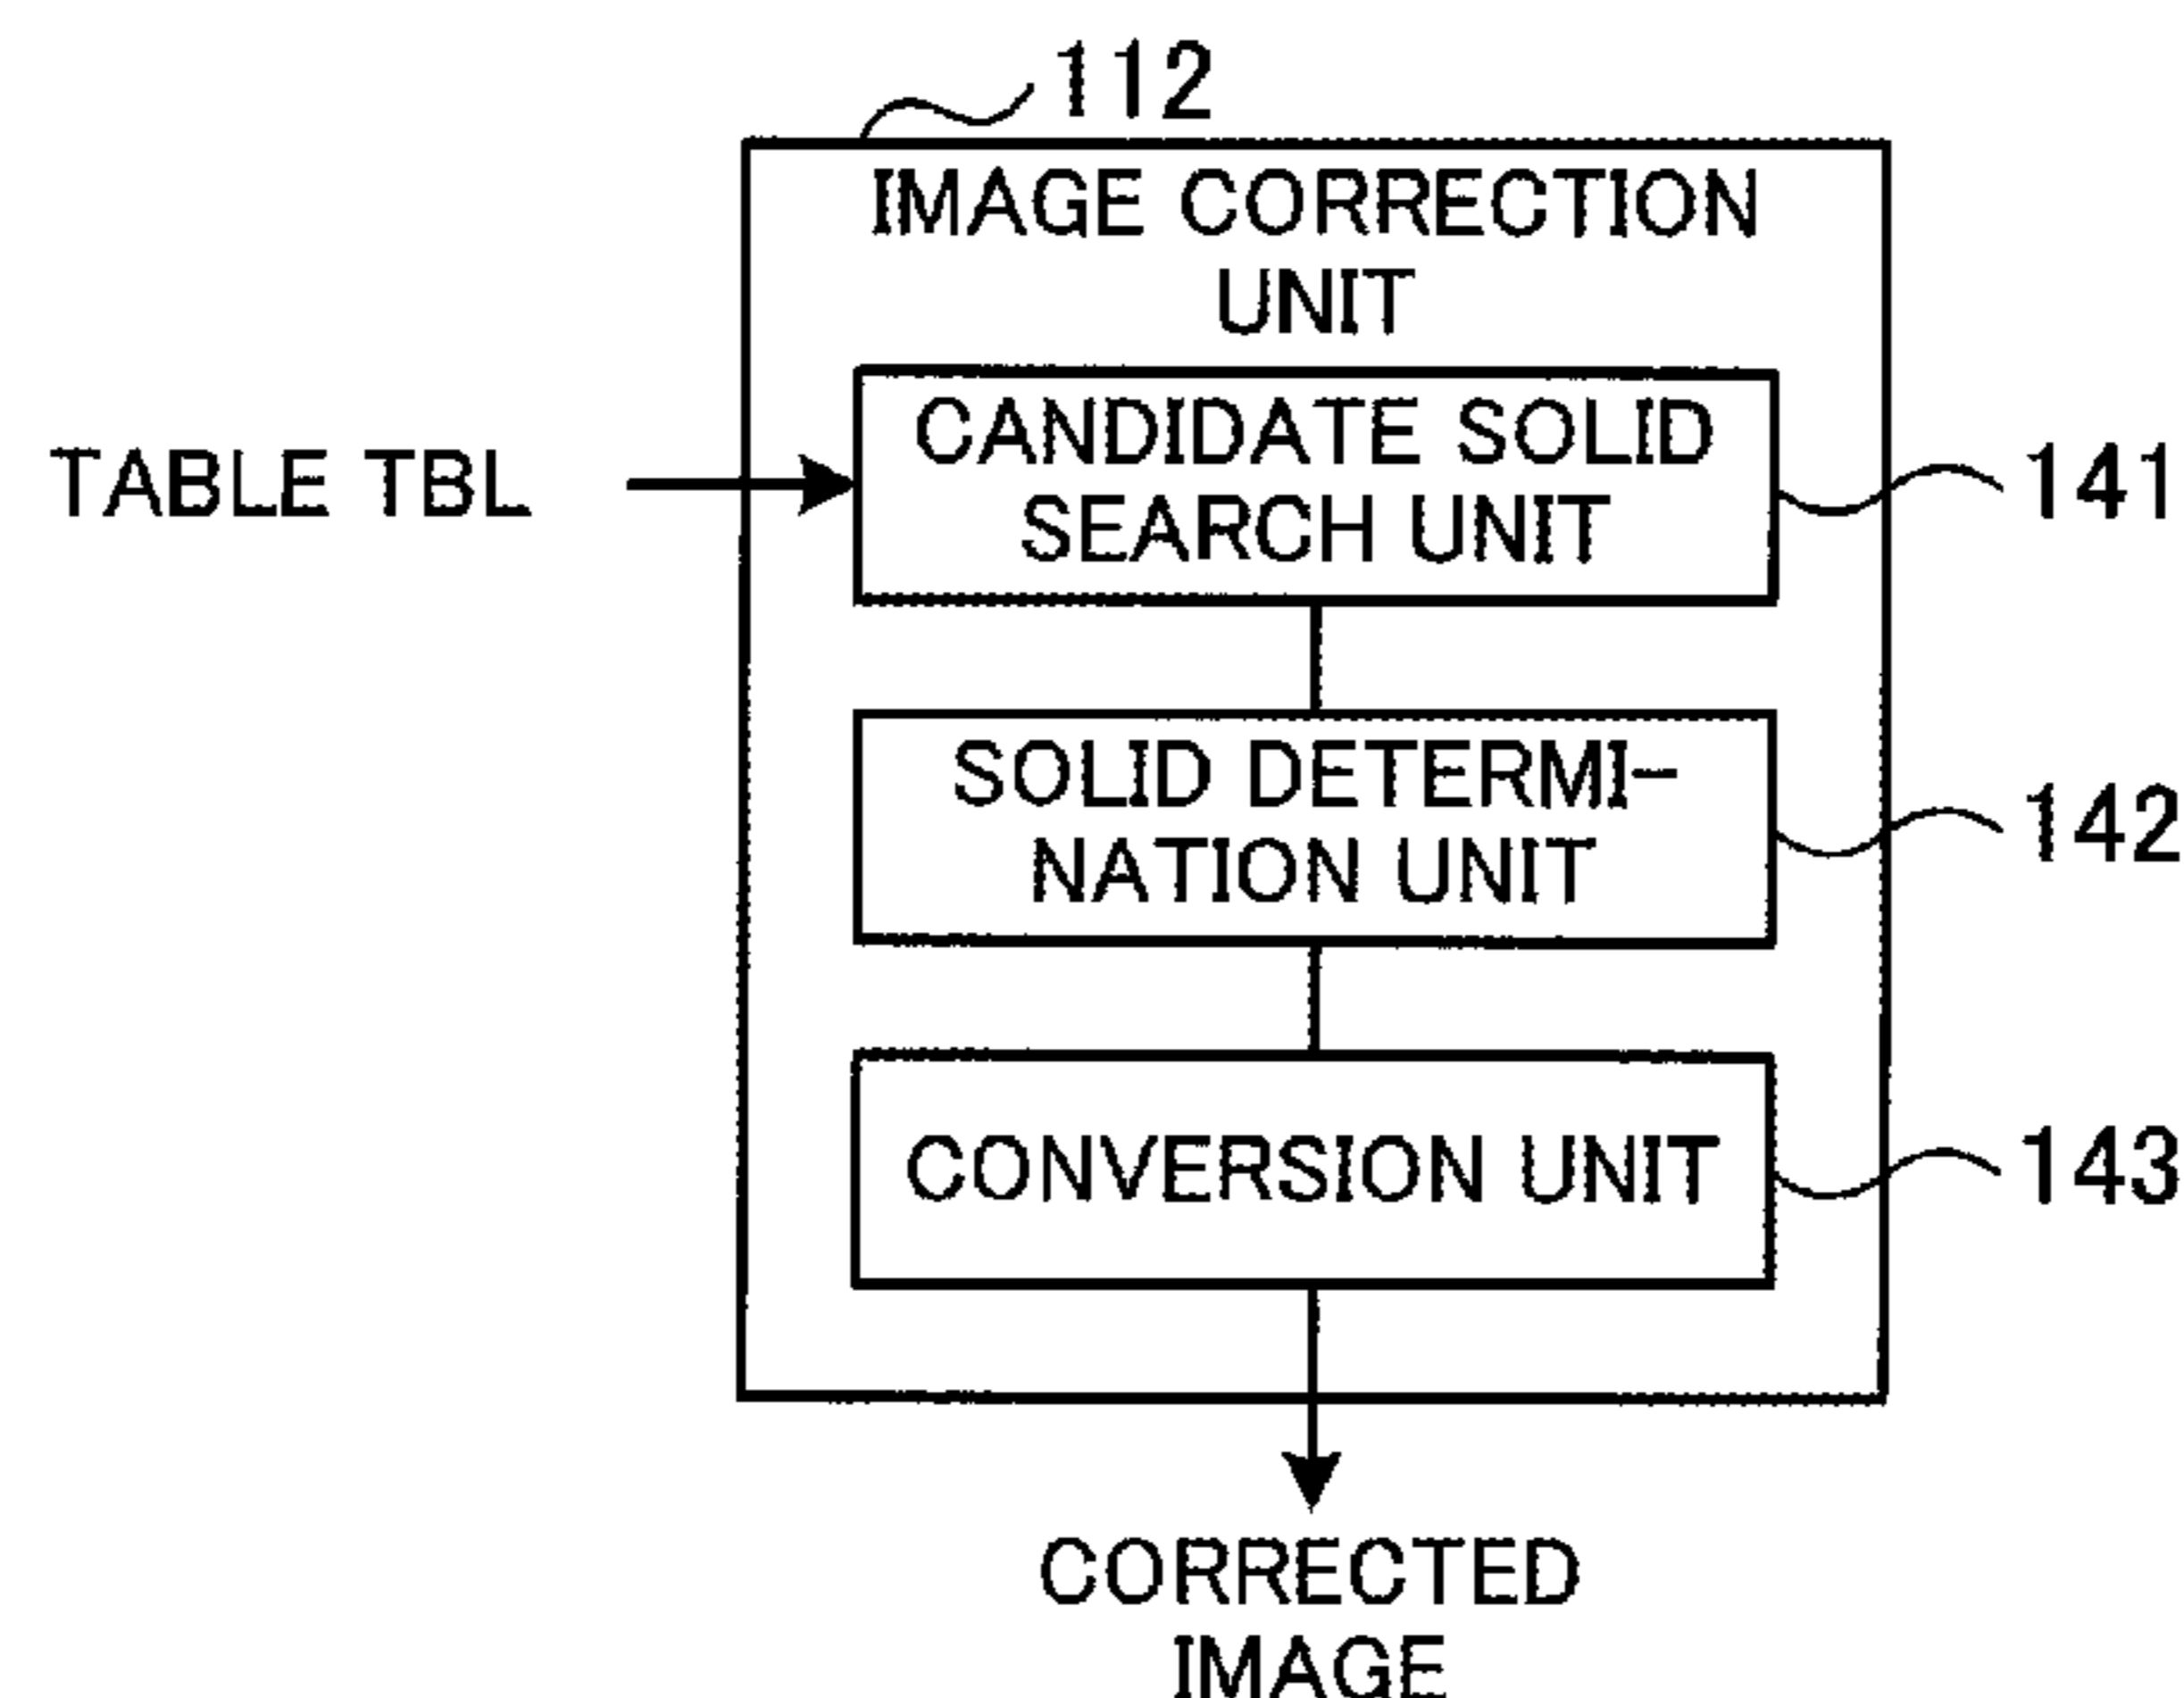 112
IMAGE CORRECTION
UNIT
TABLE TBL
CANDIDATE SOLID
SEARCH UNIT
141
SOLID DETERMI-
NATION UNIT
142
CONVERSION UNIT
143
CORRECTED
IMAGE